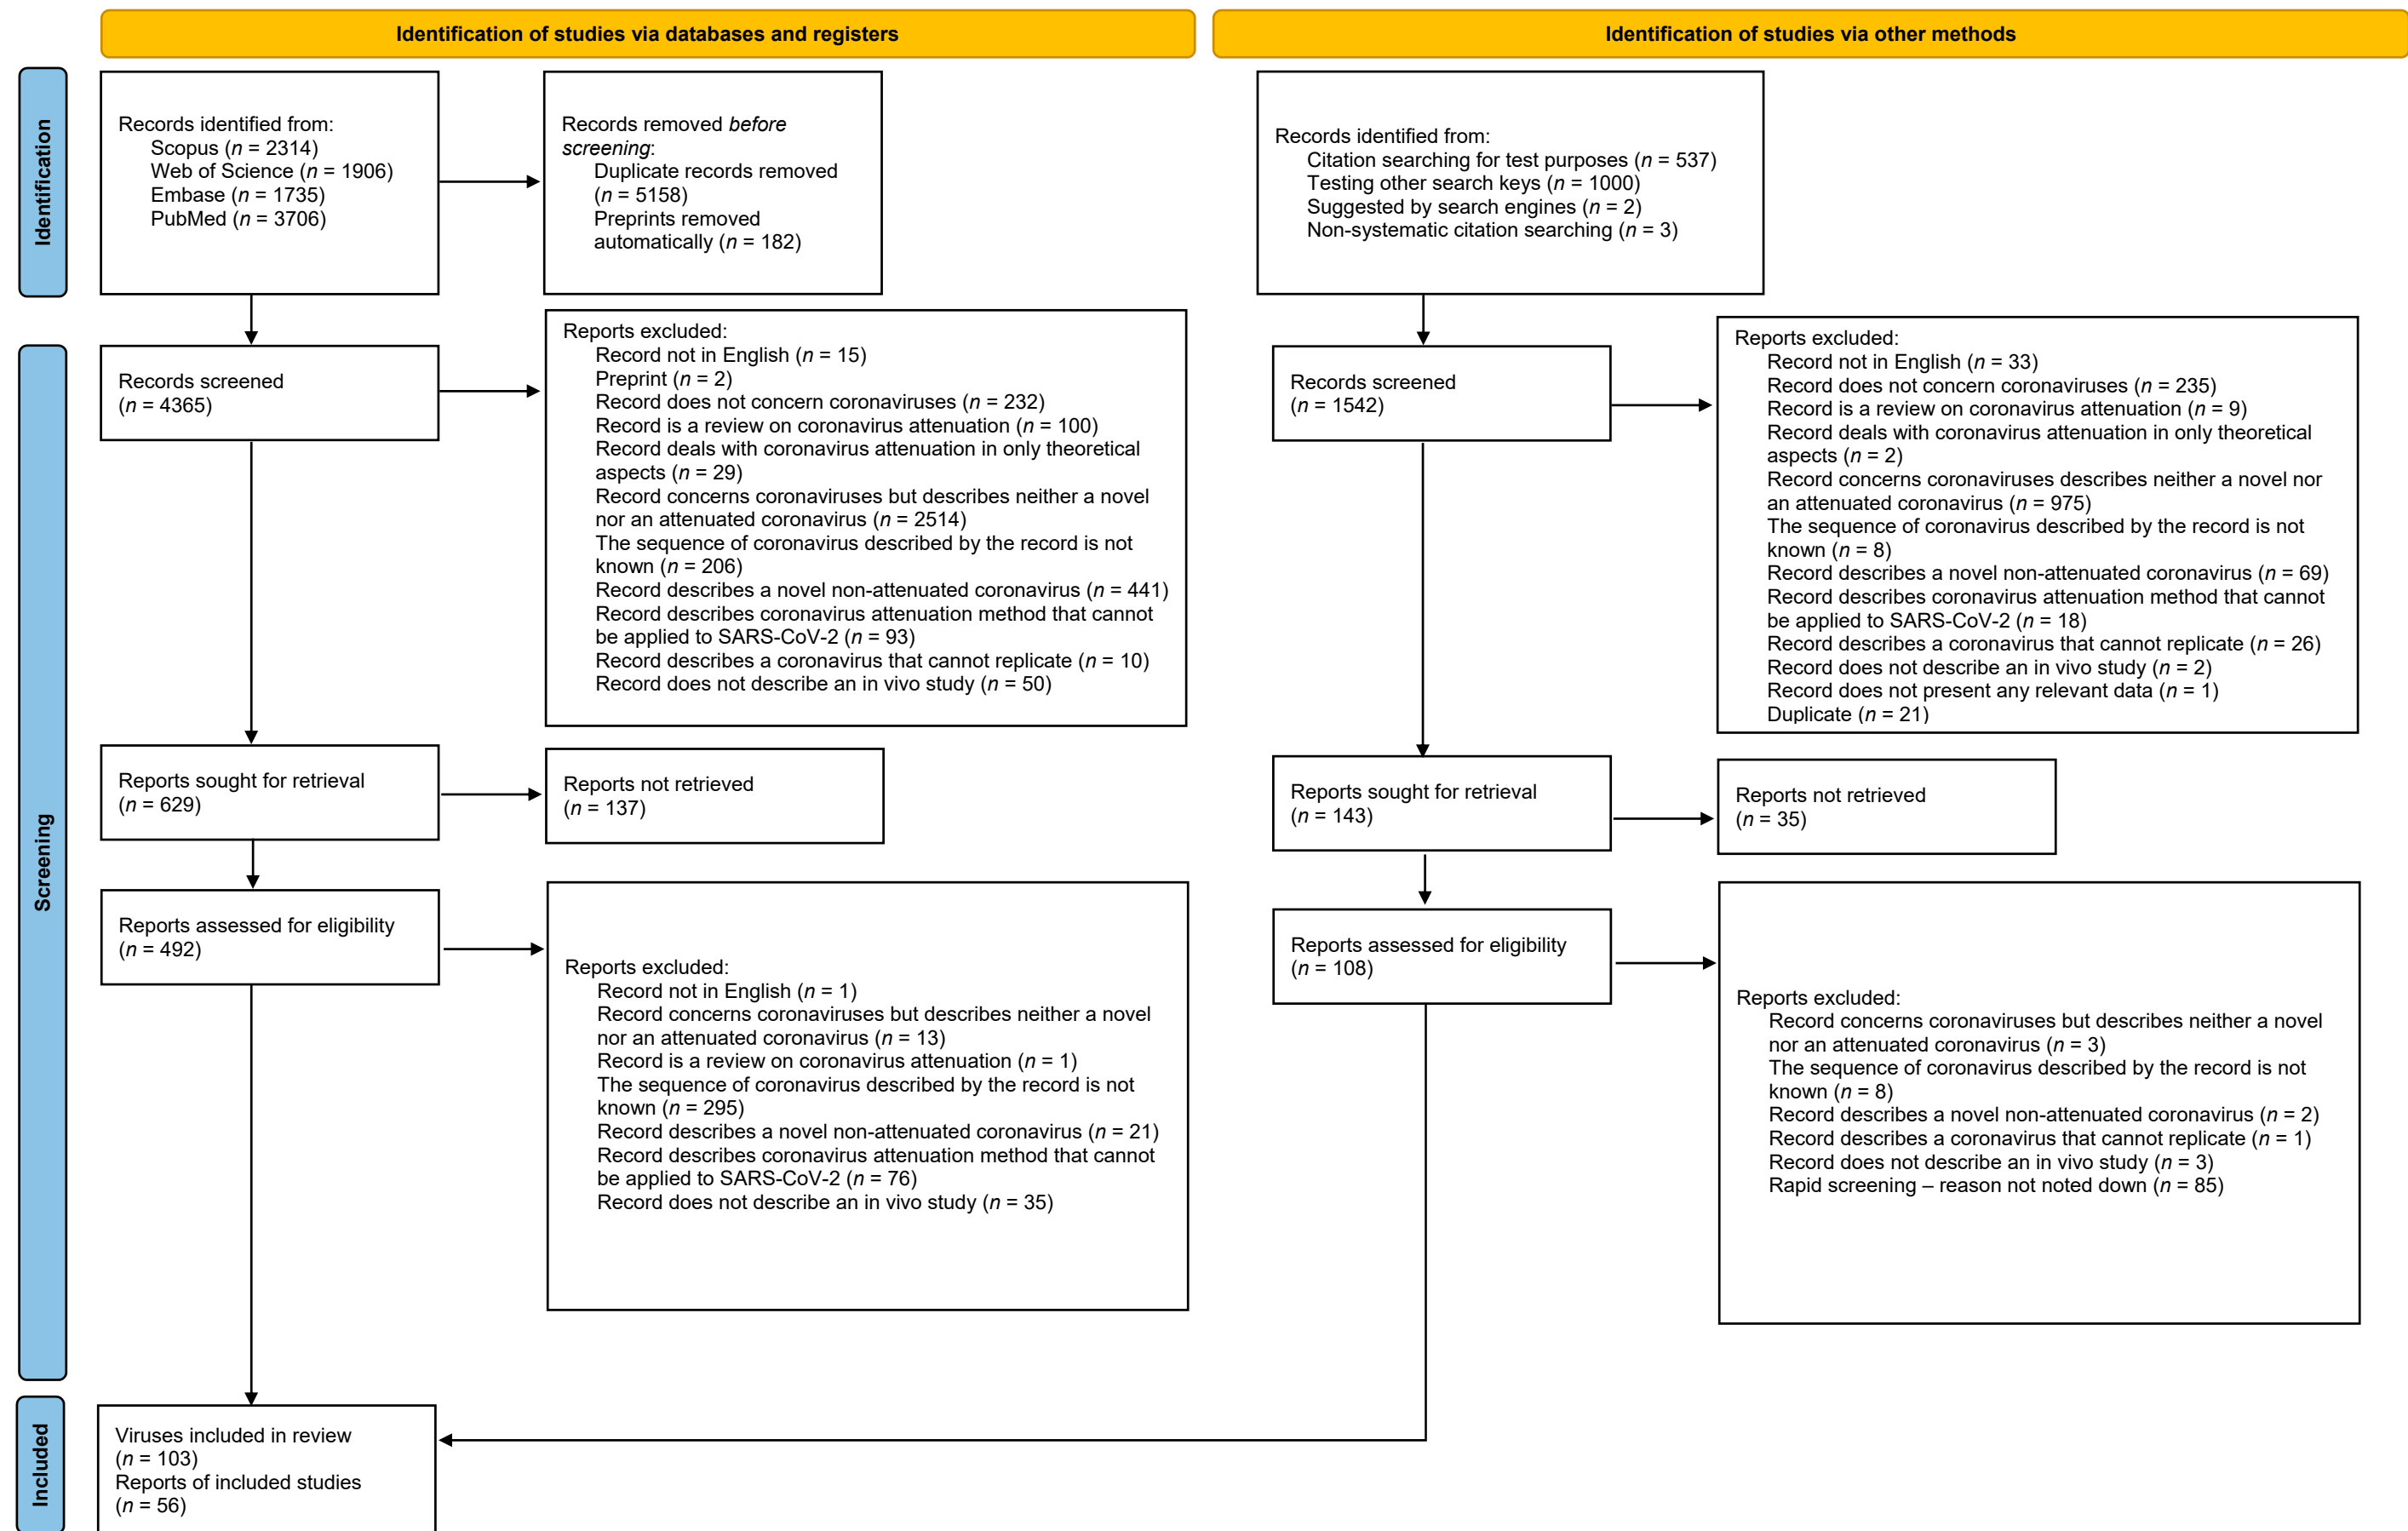 Identification of studies via databases and registers
Identification of studies via other methods
Identification
Records identified from:
Scopus (n = 2314)
Web of Science (n = 1906)
Embase (n = 1735)
PubMed (n = 3706)
Records removed before
screening:
Duplicate records removed
(n = 5158)
Preprints removed
automatically (n = 182)
Records identified from:
Citation searching for test purposes (n = 537)
Testing other search keys (n = 1000)
Suggested by search engines (n = 2)
Non-systematic citation searching (n = 3)
Screening
Records screened
(n = 4365)
Reports excluded:
Record not in English (n = 15)
Preprint (n = 2)
Record does not concern coronaviruses (n = 232)
Record is a review on coronavirus attenuation (n = 100)
Record deals with coronavirus attenuation in only theoretical
aspects (n = 29)
Record concerns coronaviruses but describes neither a novel
nor an attenuated coronavirus (n = 2514)
The sequence of coronavirus described by the record is not
known (n = 206)
Record describes a novel non-attenuated coronavirus (n = 441)
Record describes coronavirus attenuation method that cannot
be applied to SARS-CoV-2 (n = 93)
Record describes a coronavirus that cannot replicate (n = 10)
Record does not describe an in vivo study (n = 50)
Records screened
(n = 1542)
Reports excluded:
Record not in English (n = 33)
Record does not concern coronaviruses (n = 235)
Record is a review on coronavirus attenuation (n = 9)
Record deals with coronavirus attenuation in only theoretical
aspects (n = 2)
Record concerns coronaviruses describes neither a novel nor
an attenuated coronavirus (n = 975)
The sequence of coronavirus described by the record is not
known (n = 8)
Record describes a novel non-attenuated coronavirus (n = 69)
Record describes coronavirus attenuation method that cannot
be applied to SARS-CoV-2 (n = 18)
Record describes a coronavirus that cannot replicate (n = 26)
Record does not describe an in vivo study (n = 2)
Record does not present any relevant data (n = 1)
Duplicate (n = 21)
Reports sought for retrieval
(n = 629)
Reports not retrieved
(n = 137)
Reports sought for retrieval
(n = 143)
Reports not retrieved
(n = 35)
Reports assessed for eligibility
(n = 492)
Reports excluded:
Record not in English (n = 1)
Record concerns coronaviruses but describes neither a novel
nor an attenuated coronavirus (n = 13)
Record is a review on coronavirus attenuation (n = 1)
The sequence of coronavirus described by the record is not
known (n = 295)
Record describes a novel non-attenuated coronavirus (n = 21)
Record describes coronavirus attenuation method that cannot
be applied to SARS-CoV-2 (n = 76)
Record does not describe an in vivo study (n = 35)
Reports assessed for eligibility
(n = 108)
Reports excluded:
Record concerns coronaviruses but describes neither a novel
nor an attenuated coronavirus (n = 3)
The sequence of coronavirus described by the record is not
known (n = 8)
Record describes a novel non-attenuated coronavirus (n = 2)
Record describes a coronavirus that cannot replicate (n = 1)
Record does not describe an in vivo study (n = 3)
Rapid screening – reason not noted down (n = 85)
Included
Viruses included in review
(n = 103)
Reports of included studies
(n = 56)